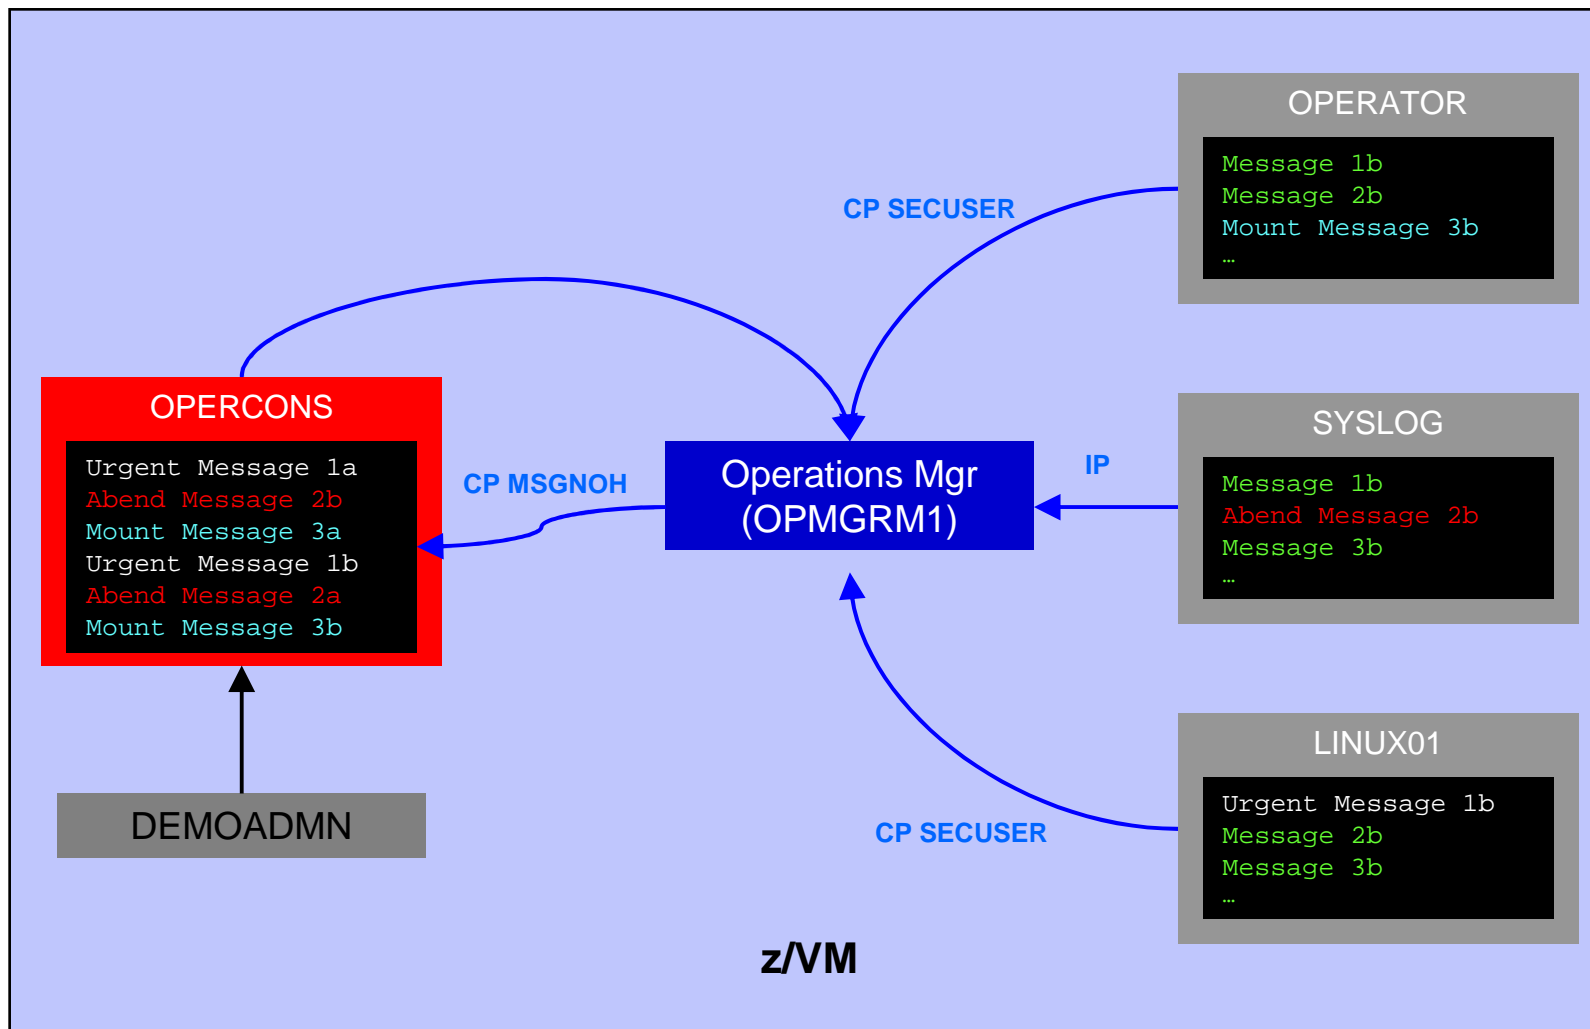 OPERATOR
Message 1b
Message 2b
Mount Message 3b
…
CP SECUSER
OPERCONS
Urgent Message 1a
Abend Message 2b
Mount Message 3a
Urgent Message 1b
Abend Message 2a
Mount Message 3b
CP MSGNOH
Operations Mgr
(OPMGRM1)
IP
SYSLOG
Message 1b
Abend Message 2b
Message 3b
…
LINUX01
Urgent Message 1b
Message 2b
Message 3b
…
CP SECUSER
DEMOADMN
z/VM